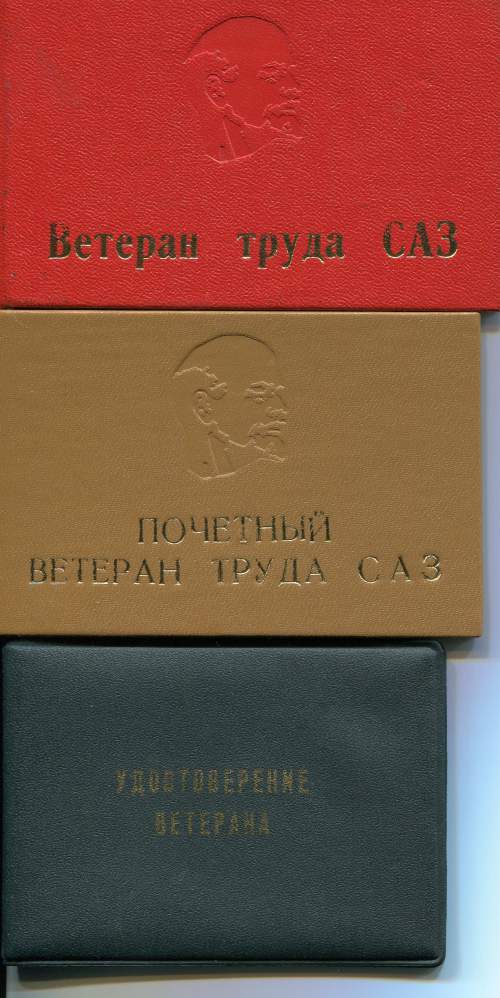 Ветеран труда САЗ
ПОЧЕТНЫЙ
ВЕТЕРАН ТРУДА САЗ
УДОСТОВЕРЕНИЕ
ВЕТЕРАНА